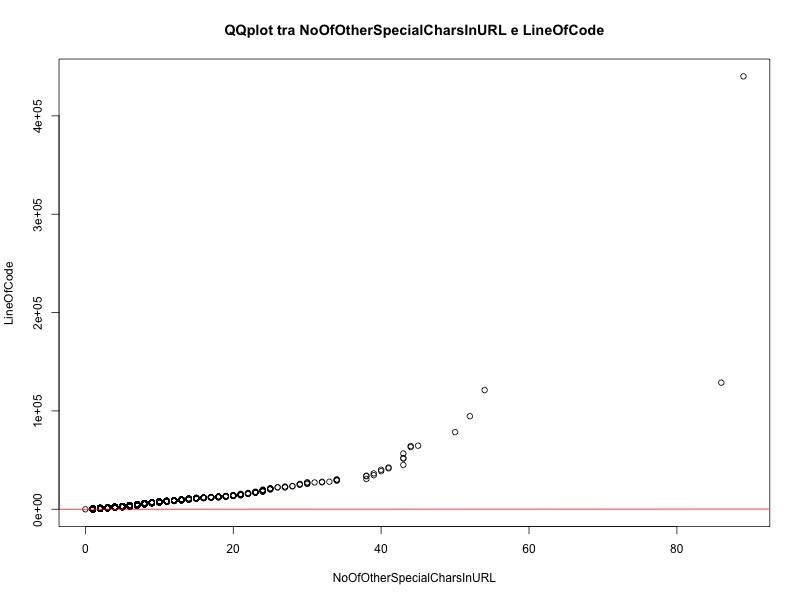 QQplot tra NoOfOtherSpecialCharsInURL e LineOfCode
4e+05
3e+05
2e+05
1e+05
0e+00
LineOfCode
0 20 40 60 80
NoOfOtherSpecialCharsInURL